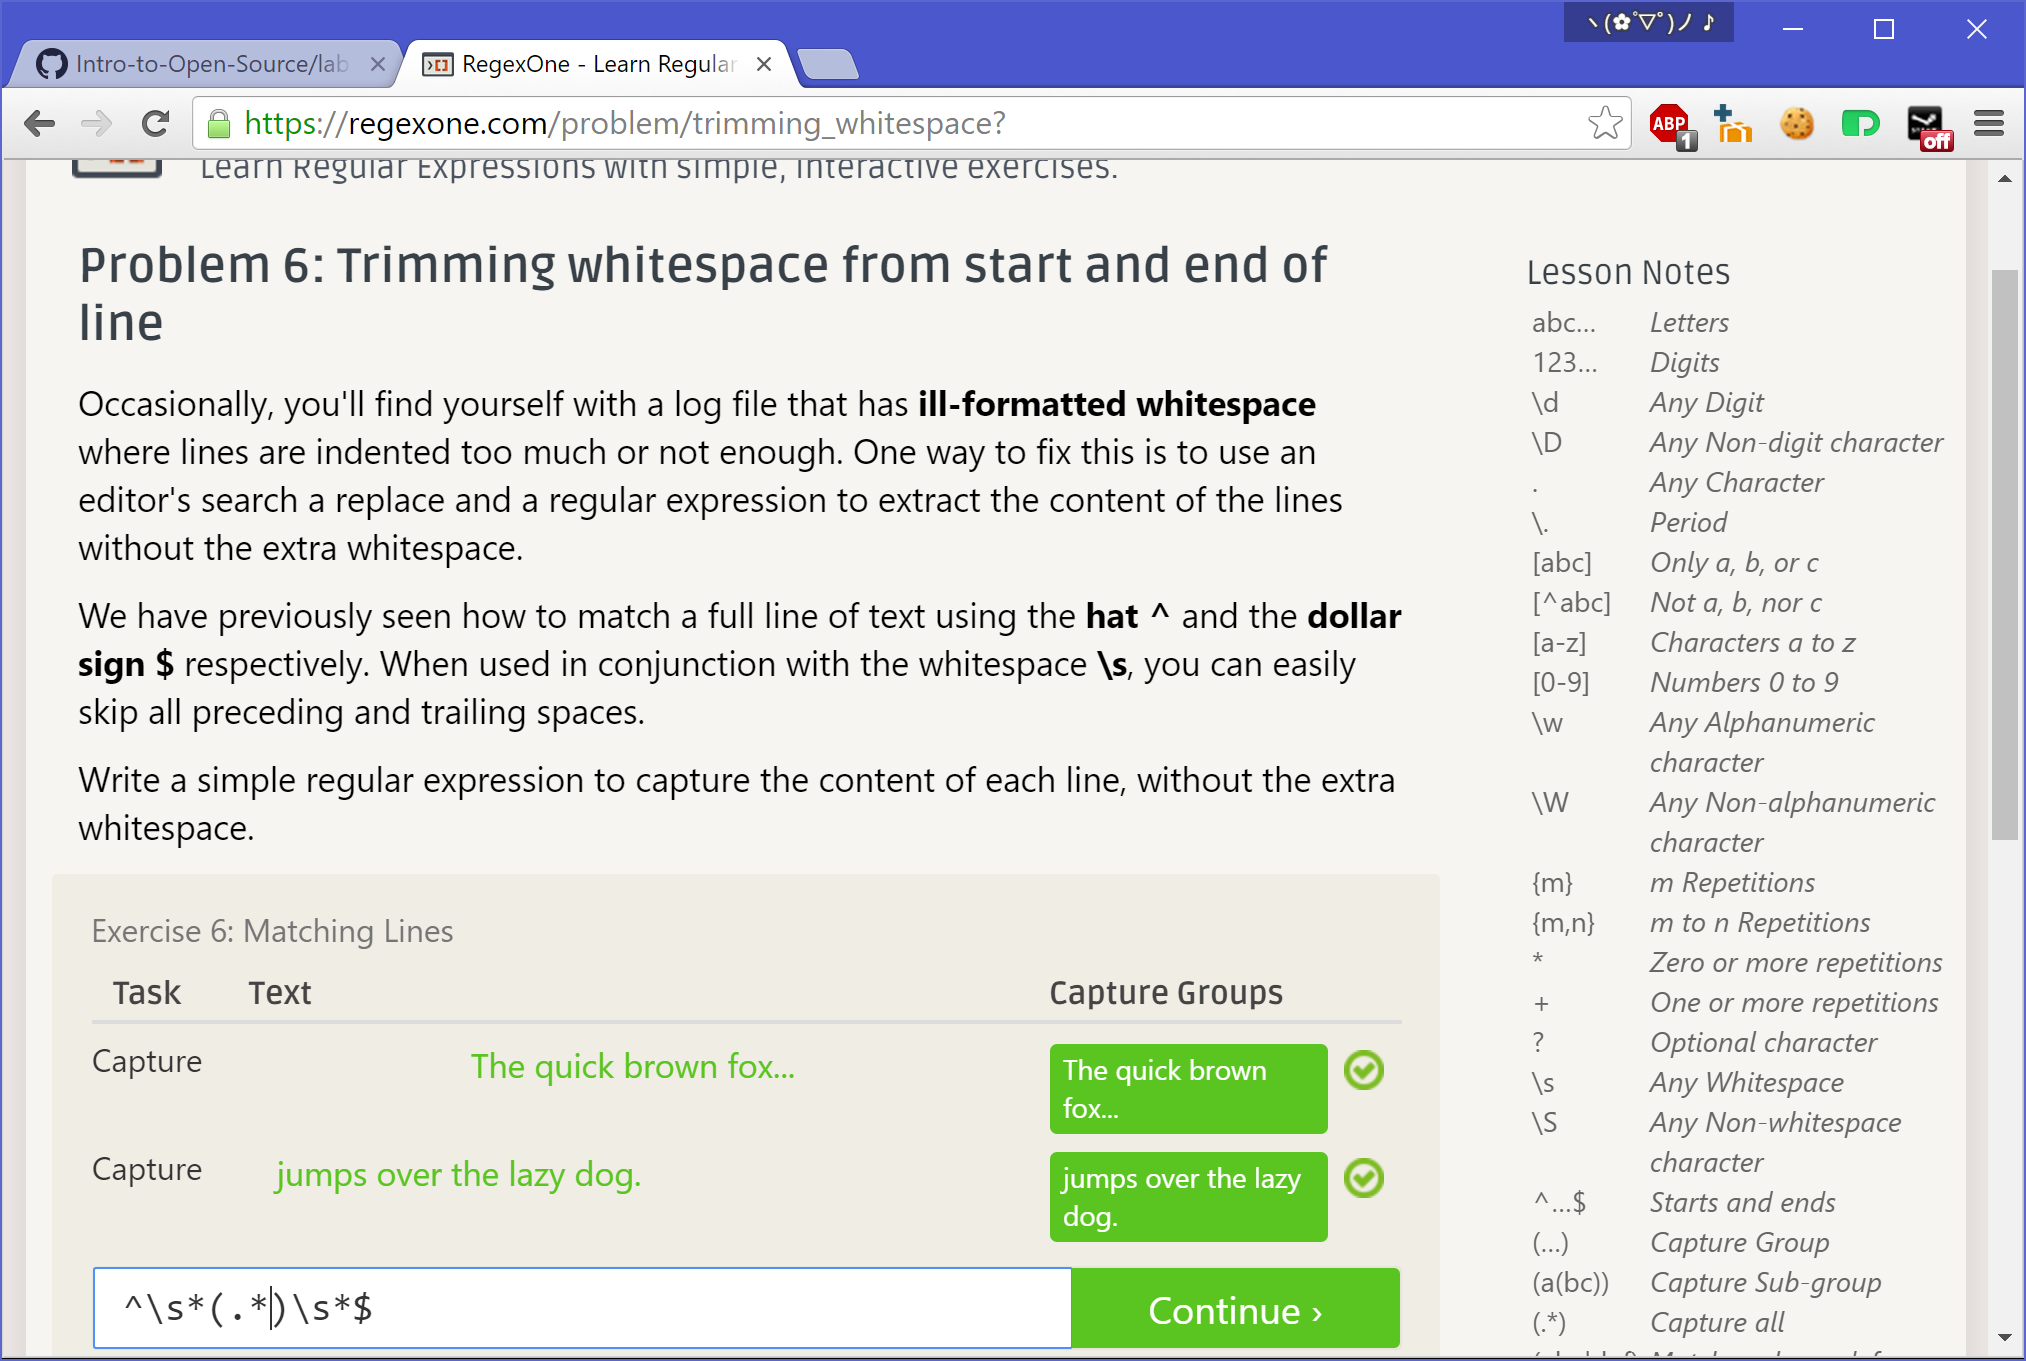 ヽ(✿ﾟ▽ﾟ)ノ ♪
Intro-to-Open-Source/lab
RegexOne - Learn Regular
https://regexone.com/problem/trimming_whitespace?
ABP
1
off
Learn Regular Expressions with simple, interactive exercises.
Problem 6: Trimming whitespace from start and end of
line
Occasionally, you'll find yourself with a log file that has ill-formatted whitespace
where lines are indented too much or not enough. One way to fix this is to use an
editor's search a replace and a regular expression to extract the content of the lines
without the extra whitespace.
We have previously seen how to match a full line of text using the hat ^ and the dollar
sign $ respectively. When used in conjunction with the whitespace \s, you can easily
skip all preceding and trailing spaces.
Write a simple regular expression to capture the content of each line, without the extra
whitespace.
Exercise 6: Matching Lines
Task Text Capture Groups
Capture The quick brown fox... The quick brown
fox...
Capture jumps over the lazy dog. jumps over the lazy
dog.
^\s*(.*)\s*$
Continue ›
Lesson Notes
abc... Letters
123... Digits
\d Any Digit
\D Any Non-digit character
. Any Character
\. Period
[abc] Only a, b, or c
[^abc] Not a, b, nor c
[a-z] Characters a to z
[0-9] Numbers 0 to 9
\w Any Alphanumeric
character
\W Any Non-alphanumeric
character
{m} m Repetitions
{m,n} m to n Repetitions
* Zero or more repetitions
+ One or more repetitions
? Optional character
\s Any Whitespace
\S Any Non-whitespace
character
^...$ Starts and ends
(...) Capture Group
(a(bc)) Capture Sub-group
(.*) Capture all